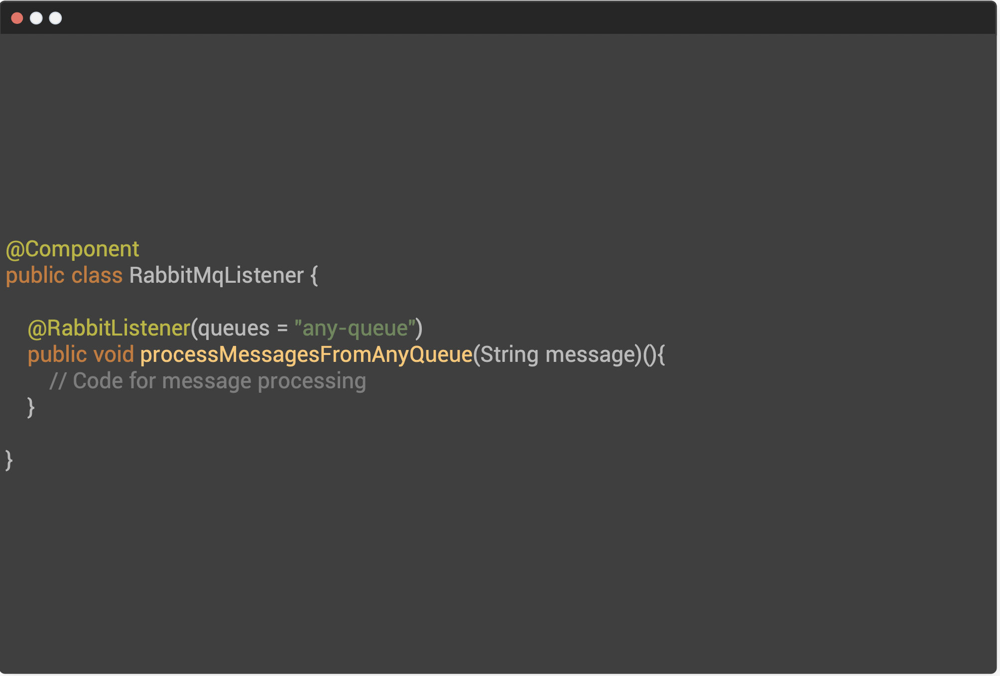 @Component
public class RabbitMqListener {
@RabbitListener(queues = "any-queue")
public void processMessagesFromAnyQueue(String message)(){
// Code for message processing
}
}